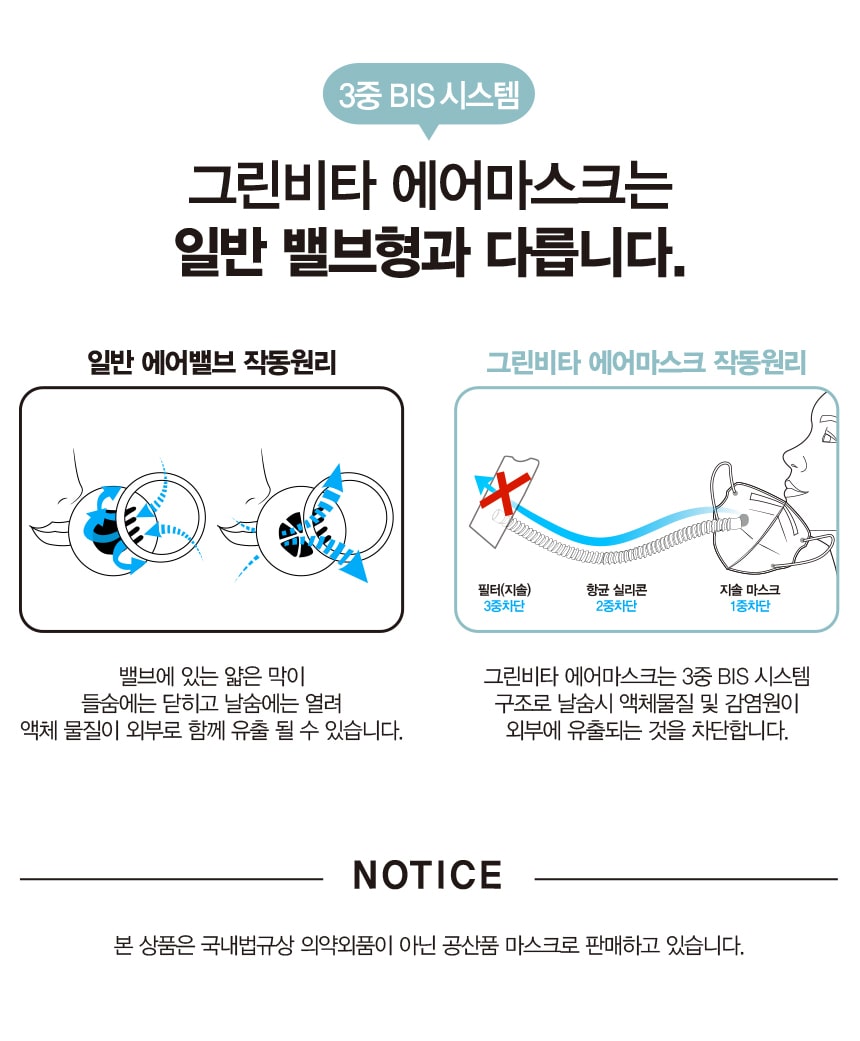 3중 BIS 시스템
그린비타 에어마스크는
일반 밸브형과 다릅니다.
일반 에어밸브 작동원리
그린비타 에어마스크 작동원리
필터(지솔)
3중차단
항균 실리콘
2중차단
지솔 마스크
1중차단
밸브에 있는 얇은 막이
들숨에는 닫히고 날숨에는 열려
액체 물질이 외부로 함께 유출 될 수 있습니다.
그린비타 에어마스크는 3중 BIS 시스템
구조로 날숨시 액체물질 및 감염원이
외부에 유출되는 것을 차단합니다.
NOTICE
본 상품은 국내법규상 의약외품이 아닌 공산품 마스크로 판매하고 있습니다.